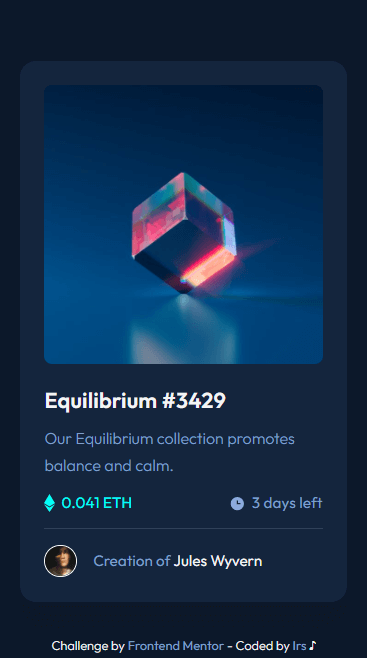 Equilibrium #3429
Our Equilibrium collection promotes
balance and calm.
0.041 ETH 3 days left
Creation of Jules Wyvern
Challenge by Frontend Mentor - Coded by Irs ♪